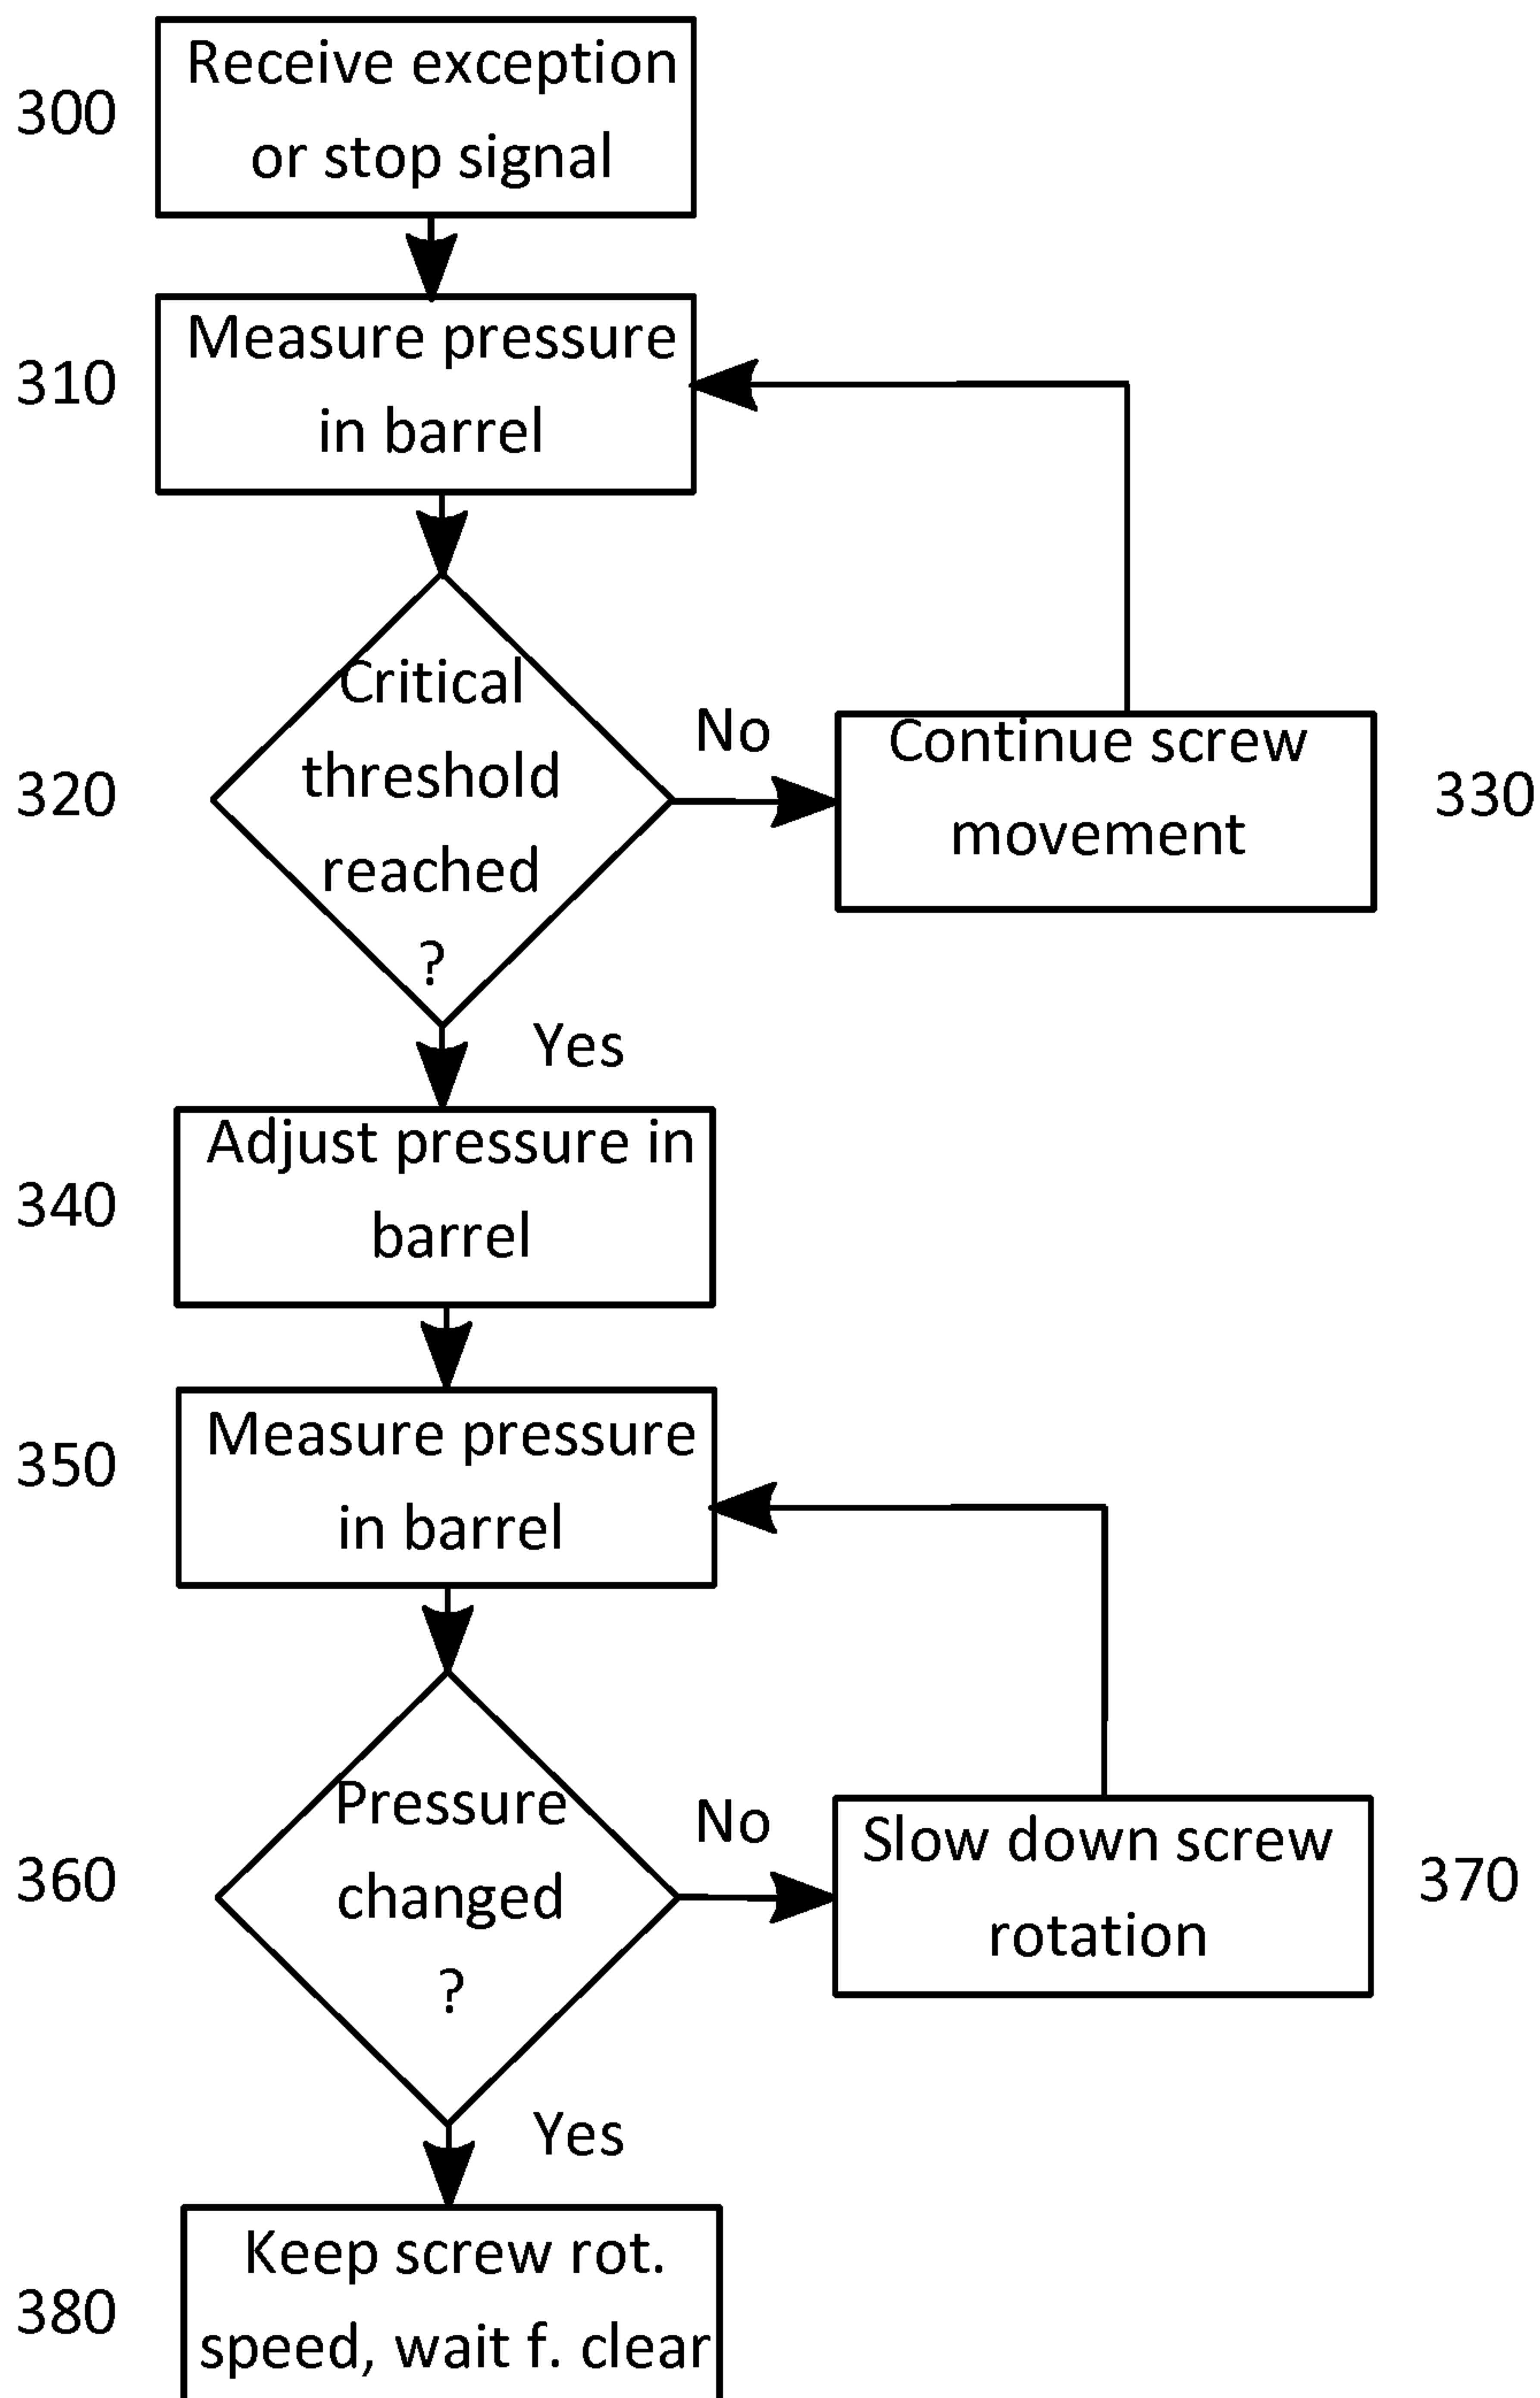 300
Receive exception
or stop signal
310
Measure pressure
in barrel
320
Critical
threshold
reached
?
No
Continue screw
movement
330
Yes
340
Adjust pressure in
barrel
350
Measure pressure
in barrel
360
Pressure
changed
?
No
Slow down screw
rotation
370
Yes
380
Keep screw rot.
speed, wait f. clear